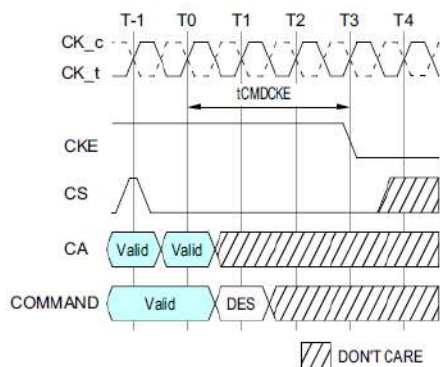 T-1 T0 T1 T2 T3 T4
CK_c
CK_t
tCMDCKE
CKE
CS
CA Valid Valid
COMMAND Valid DES
DON'T CARE